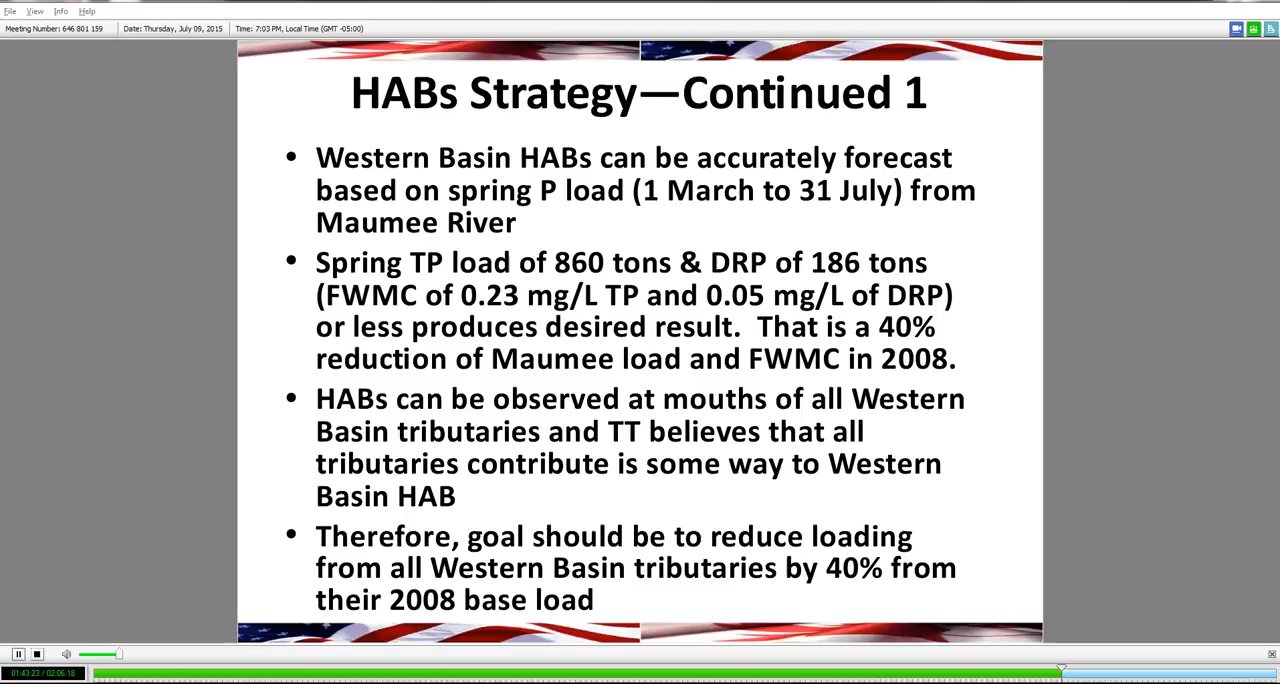 File View Info Help
Meeting Number: 646 801 159 Date: Thursday, July 09, 2015 Time: 7:03 PM, Local Time (GMT -05:00)
HABs Strategy—Continued 1
• Western Basin HABs can be accurately forecast
based on spring P load (1 March to 31 July) from
Maumee River
• Spring TP load of 860 tons & DRP of 186 tons
(FWMC of 0.23 mg/L TP and 0.05 mg/L of DRP)
or less produces desired result. That is a 40%
reduction of Maumee load and FWMC in 2008.
• HABs can be observed at mouths of all Western
Basin tributaries and TT believes that all
tributaries contribute is some way to Western
Basin HAB
• Therefore, goal should be to reduce loading
from all Western Basin tributaries by 40% from
their 2008 base load
01:43:23 / 02:06:18